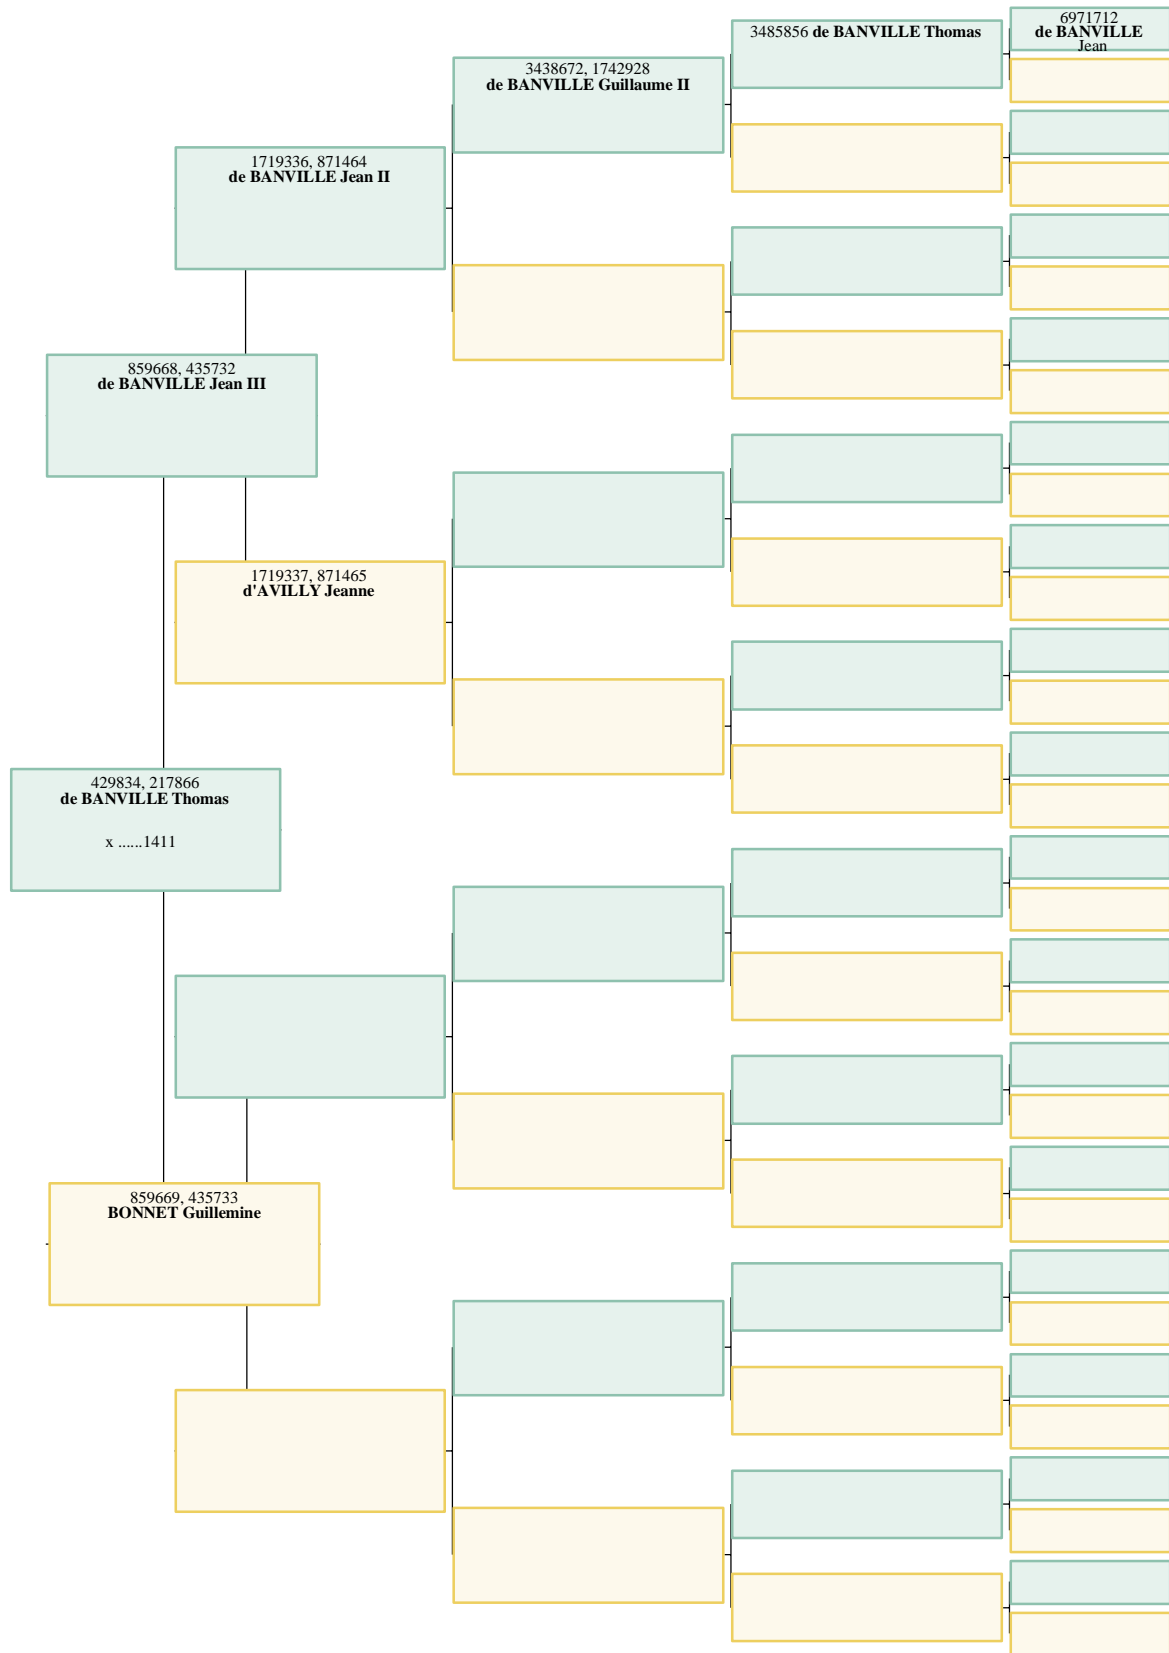 6971712
de BANVILLE
Jean
3485856 de BANVILLE Thomas
3438672, 1742928
de BANVILLE Guillaume II
1719336, 871464
de BANVILLE Jean II
859668, 435732
de BANVILLE Jean III
1719337, 871465
d'AVILLY Jeanne
429834, 217866
de BANVILLE Thomas
x ......1411
859669, 435733
BONNET Guillemine